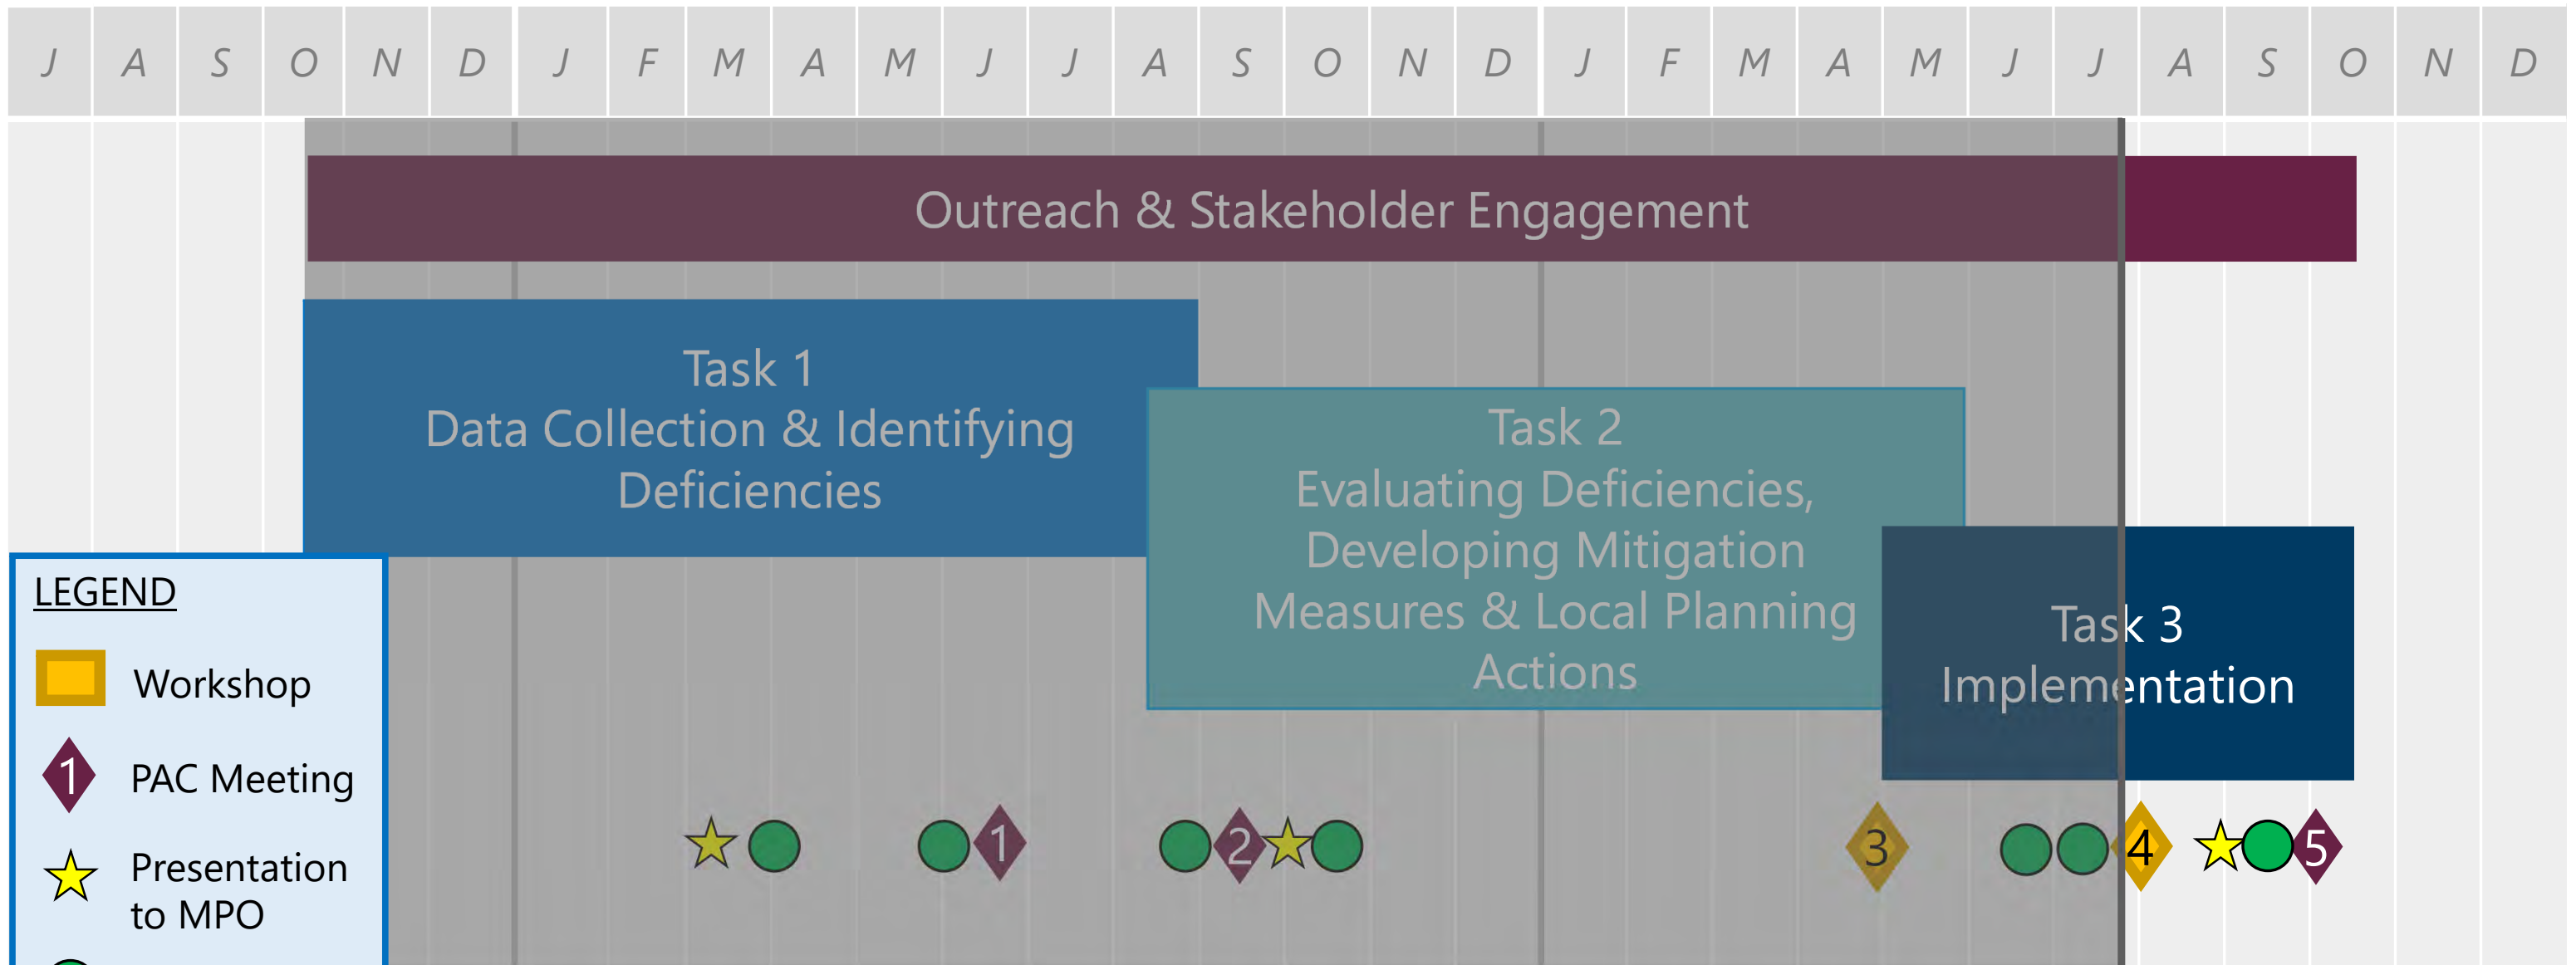 J A S O N D J F M A M J J A S O N D J F M A M J J A S O N D
Outreach & Stakeholder Engagement
Task 1
Data Collection & Identifying
Deficiencies
Task 2
Evaluating Deficiencies,
Developing Mitigation
Measures & Local Planning
Actions
Task 3
Implementation
LEGEND
Workshop
1 PAC Meeting
Presentation
to MPO
1 2 3 4 5